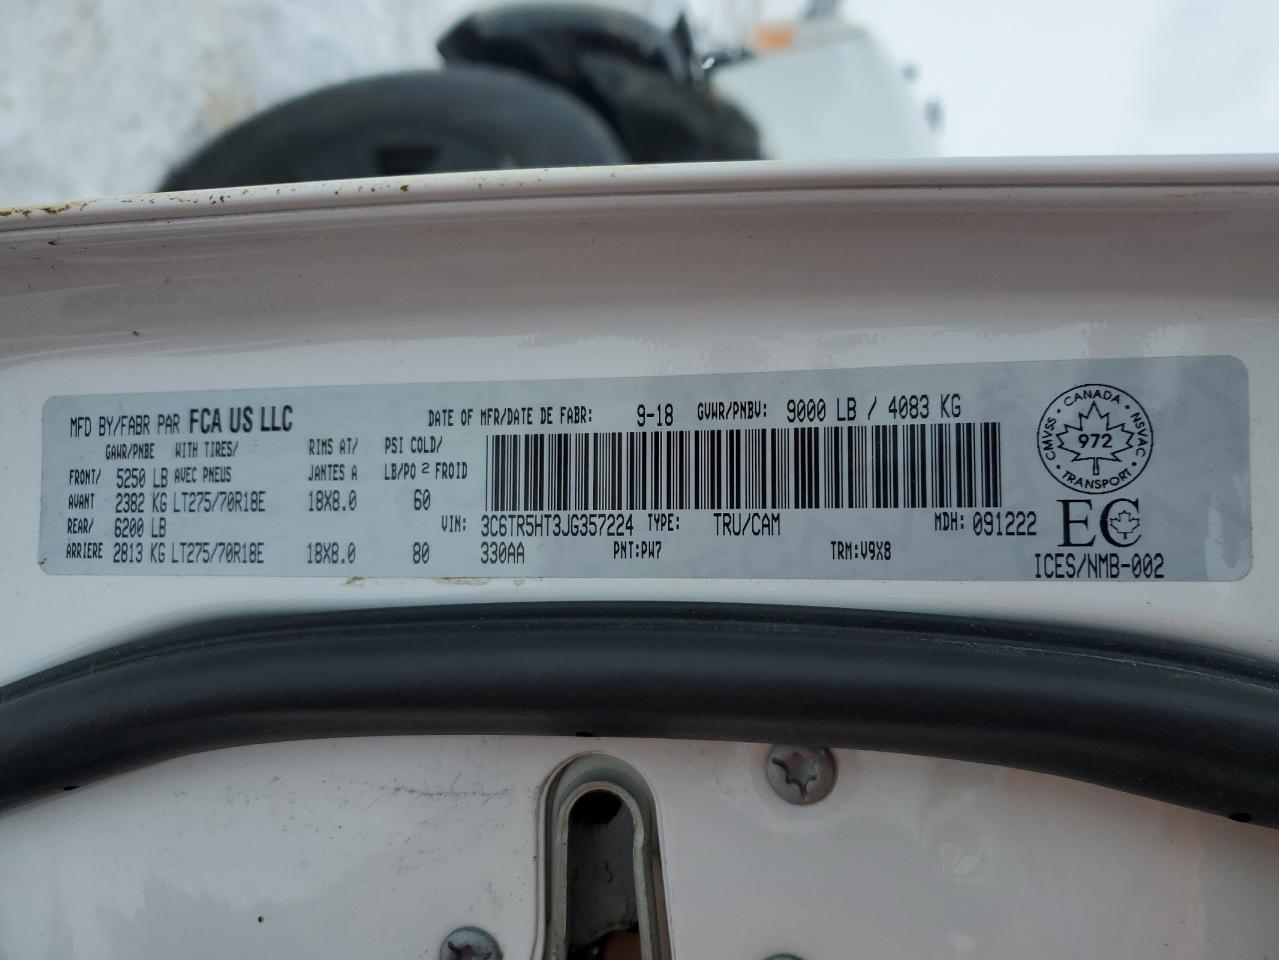 MFD BY/FABR PAR FCA US LLC DATE OF MFR/DATE DE FABR: 9-18 GVWR/PNBV: 9000 LB / 4083 KG
GAWR/PNBE WITH TIRES/ RIMS AT/ PSI COLD/
FRONT/ 5250 LB AVEC PNEUS JANTES A LB/PO 2 FROID
AVANT 2382 KG LT275/70R18E 18X8.0 60
REAR/ 6200 LB VIN: 3C6TR5HT3JG357224 TYPE: TRU/CAM MDH: 091222
ARRIERE 2813 KG LT275/70R18E 18X8.0 80 330AA PNT:PW7 TRM:V9X8
CANADA
CMVSS 972 NSVAC
TRANSPORT
EC
ICES/NMB-002